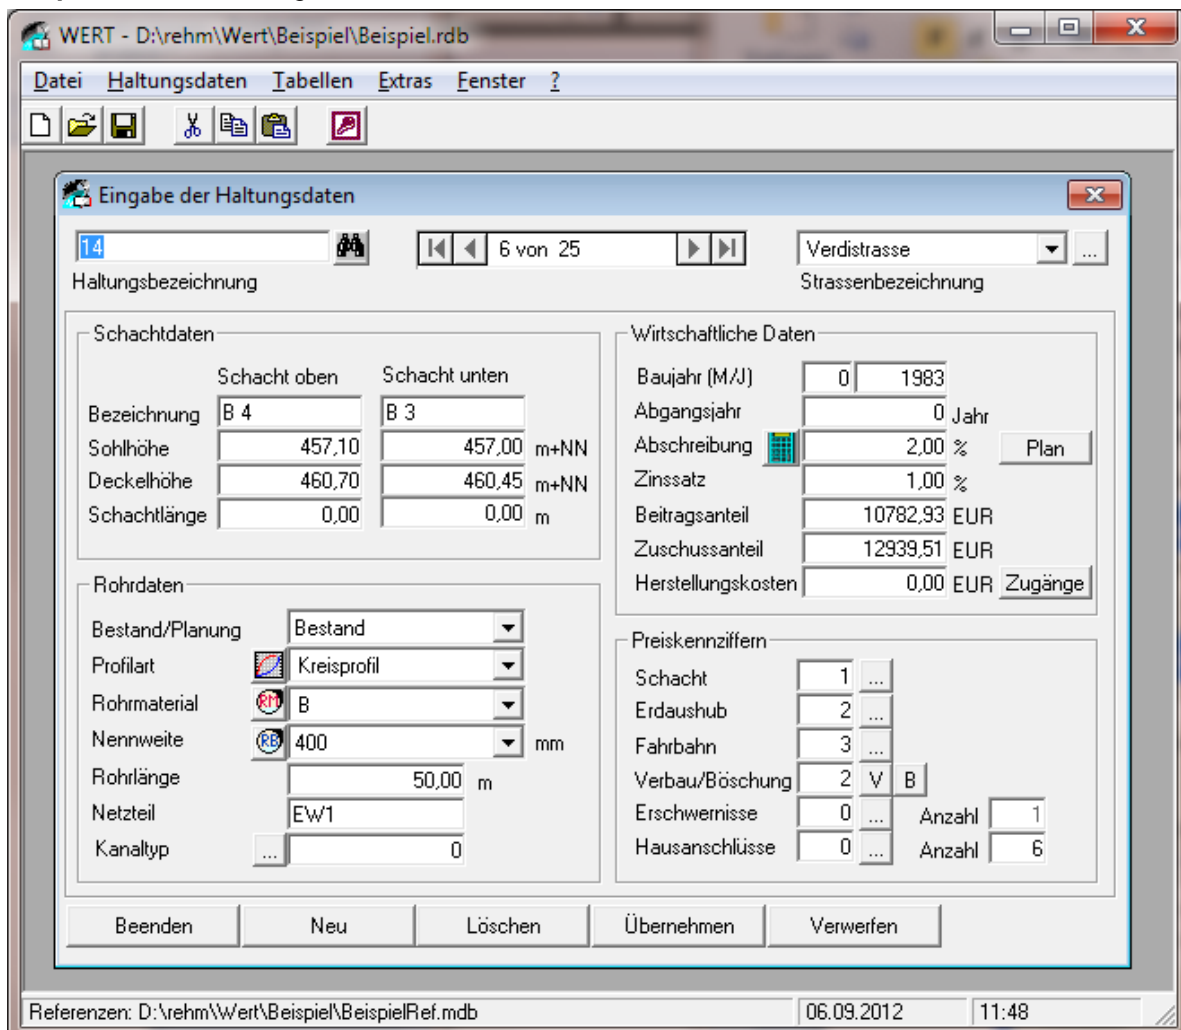 WERT - D:\rehm\Wert\Beispiel\Beispiel.rdb
Datei Haltungsdaten Tabellen Extras Fenster ?
Eingabe der Haltungsdaten
14 6 von 25 Verdistrasse ...
Haltungsbezeichnung Strassenbezeichnung
Schachtdaten
Schacht oben Schacht unten
Bezeichnung B 4 B 3
Sohlhöhe 457,10 457,00 m+NN
Deckelhöhe 460,70 460,45 m+NN
Schachtlänge 0,00 0,00 m
Rohrdaten
Bestand/Planung Bestand
Profilart Kreisprofil
Rohrmaterial RM B
Nennweite RB 400 mm
Rohrlänge 50,00 m
Netzteil EW1
Kanaltyp ... 0
Wirtschaftliche Daten
Baujahr (M/J) 0 1983
Abgangsjahr 0 Jahr
Abschreibung 2,00 % Plan
Zinssatz 1,00 %
Beitragsanteil 10782,93 EUR
Zuschussanteil 12939,51 EUR
Herstellungskosten 0,00 EUR Zugänge
Preiskennziffern
Schacht 1 ...
Erdaushub 2 ...
Fahrbahn 3 ...
Verbau/Böschung 2 V B
Erschwernisse 0 ... Anzahl 1
Hausanschlüsse 0 ... Anzahl 6
Beenden Neu Löschen Übernehmen Verwerfen
Referenzen: D:\rehm\Wert\Beispiel\BeispielRef.mdb 06.09.2012 11:48